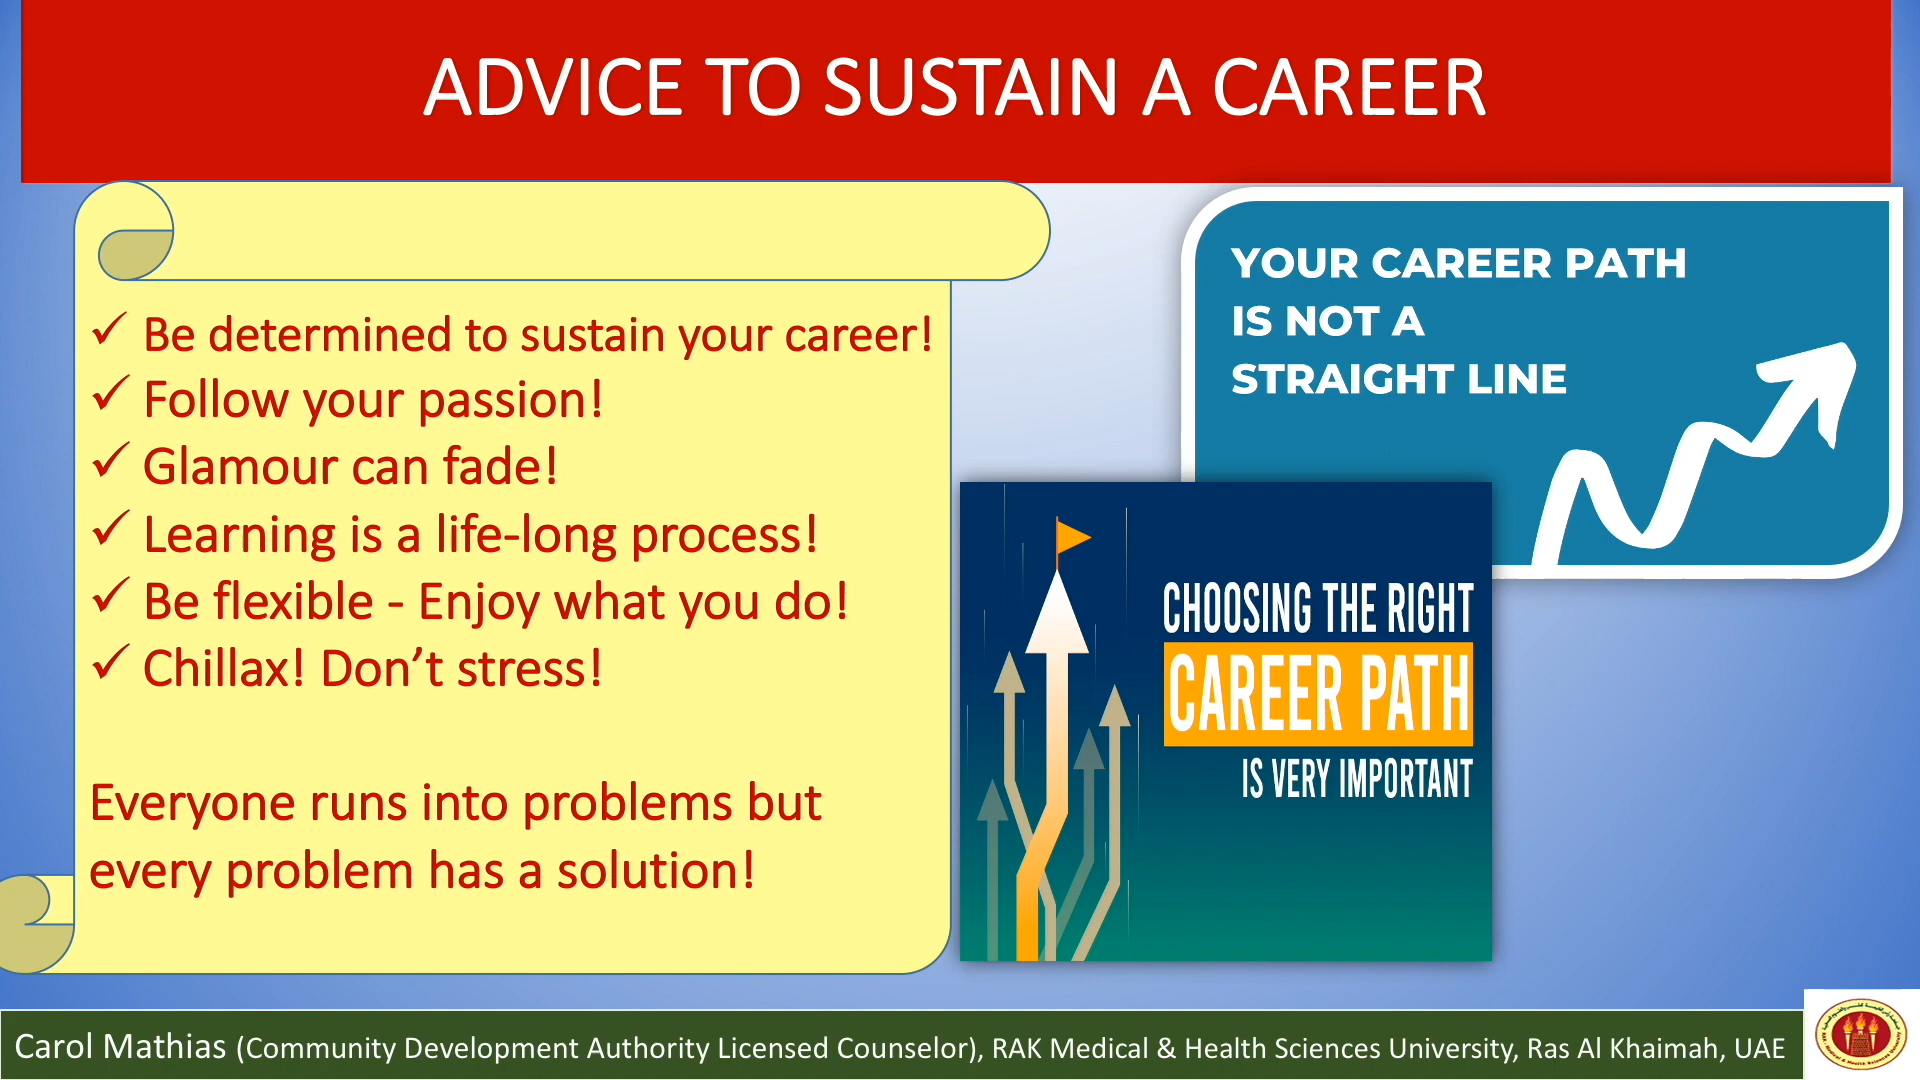 ADVICE TO SUSTAIN A CAREER
✓ Be determined to sustain your career!
✓ Follow your passion!
✓ Glamour can fade!
✓ Learning is a life-long process!
✓ Be flexible - Enjoy what you do!
✓ Chillax! Don’t stress!
Everyone runs into problems but
every problem has a solution!
YOUR CAREER PATH
IS NOT A
STRAIGHT LINE
CHOOSING THE RIGHT
CAREER PATH
IS VERY IMPORTANT
Carol Mathias (Community Development Authority Licensed Counselor), RAK Medical & Health Sciences University, Ras Al Khaimah, UAE